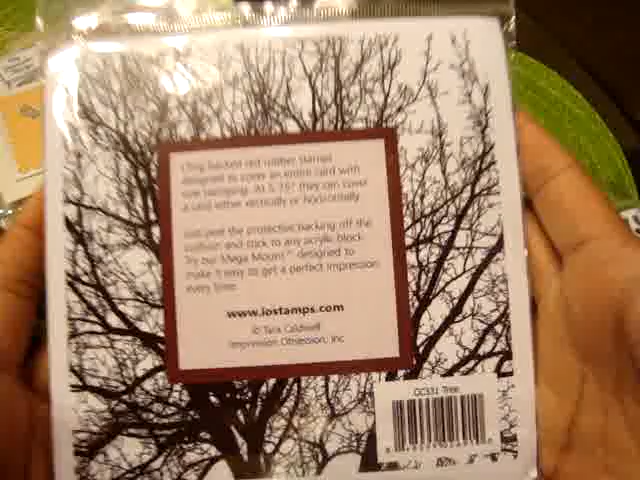 Cling backed red rubber stamps
designed to cover an entire card with
one stamping. At 5.75" they can cover
a card either vertically or horizontally.
Just peel the protective backing off the
cushion and stick to any acrylic block.
Try our Mega Mount™ designed to
make it easy to get a perfect impression
every time.
www.iostamps.com
© Tara Caldwell
Impression Obsession, Inc
CC331-Tree